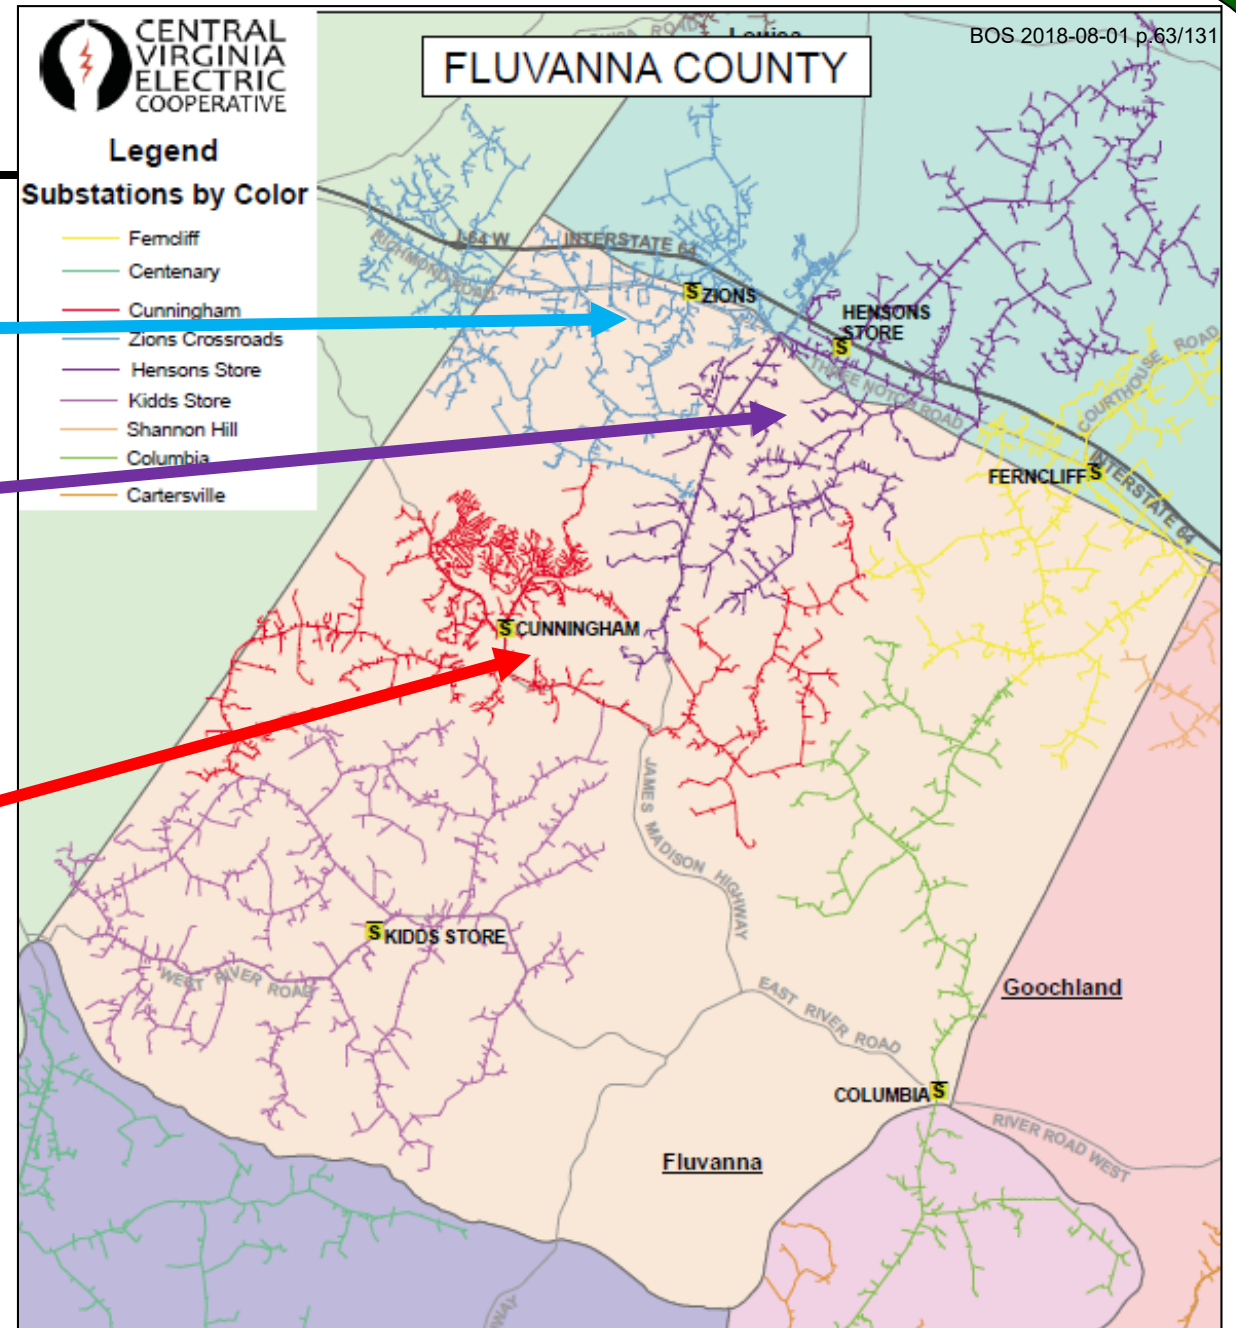 CENTRAL
VIRGINIA
ELECTRIC
COOPERATIVE
Louisa
BOS 2018-08-01 p.63/131
FLUVANNA COUNTY
Legend
Substations by Color
Ferncliff
Centenary
Cunningham
Zions Crossroads
Hensons Store
Kidds Store
Shannon Hill
Columbia
Cartersville
ROAD
I-64 W
INTERSTATE 64
RICHMOND ROAD
S ZIONS
HENSONS
STORE
S
THREE NOTCH ROAD
COURTHOUSE ROAD
FERNCLIFF S
INTERSTATE 64
S CUNNINGHAM
JAMES MADISON HIGHWAY
S KIDDS STORE
WEST RIVER ROAD
EAST RIVER ROAD
Goochland
COLUMBIA S
RIVER ROAD WEST
Fluvanna